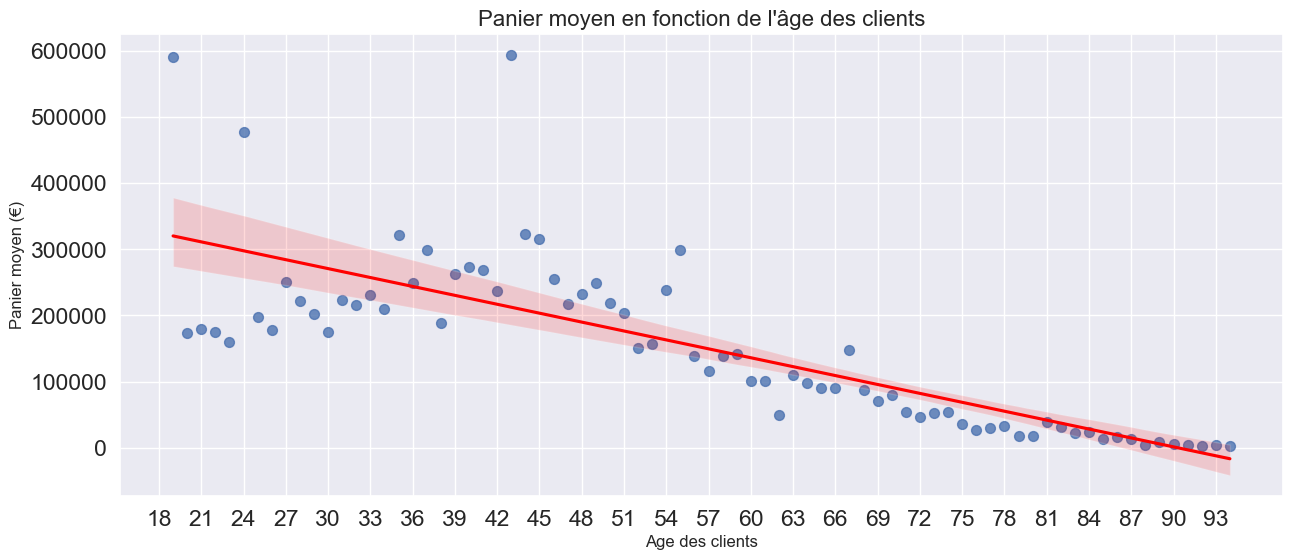 Panier moyen en fonction de l'âge des clients
Panier moyen (€)
600000
500000
400000
300000
200000
100000
0
18 21 24 27 30 33 36 39 42 45 48 51 54 57 60 63 66 69 72 75 78 81 84 87 90 93
Age des clients